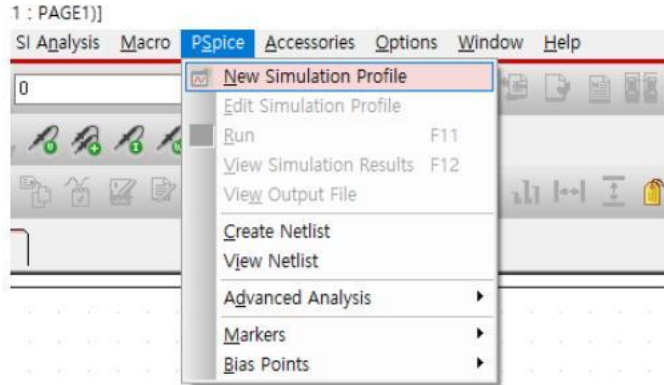 1 : PAGE1)]
SI Analysis Macro PSpice Accessories Options Window Help
0
New Simulation Profile
Edit Simulation Profile
Run F11
View Simulation Results F12
View Output File
Create Netlist
View Netlist
Advanced Analysis
Markers
Bias Points